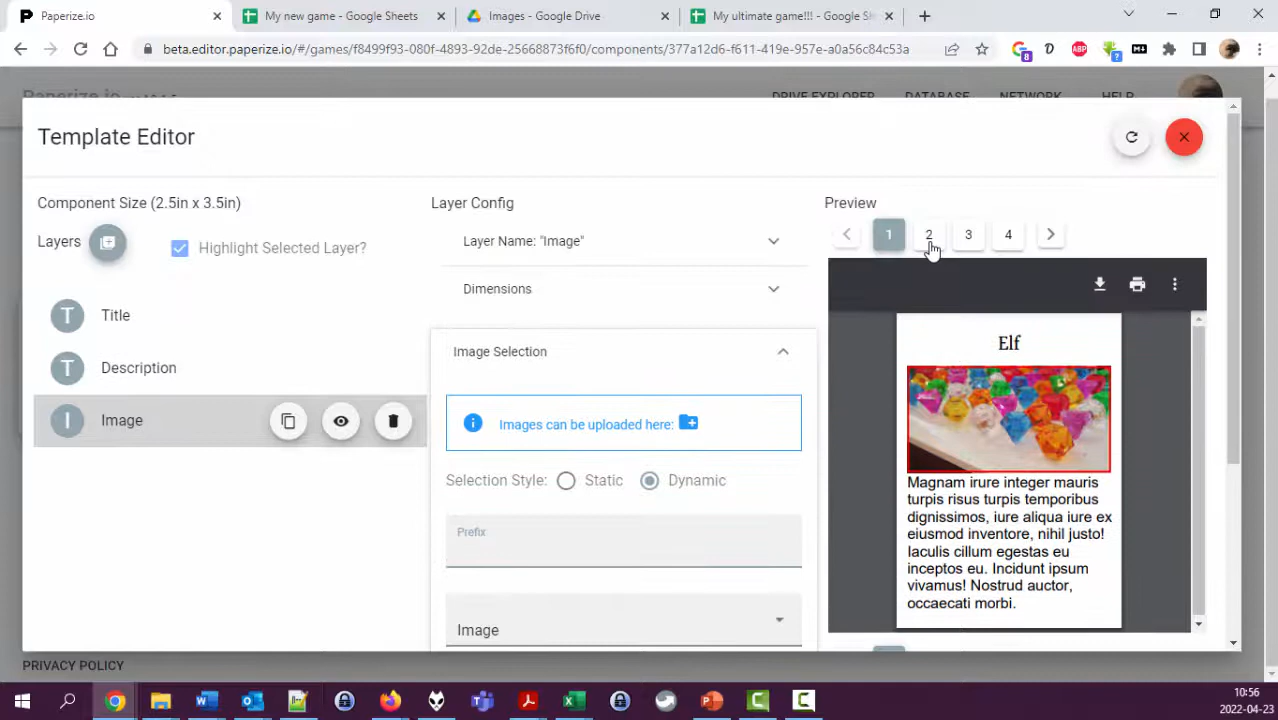 Paperize.io
My new game - Google Sheets
Images - Google Drive
My ultimate game!!! - Google Sh
beta.editor.paperize.io/#/games/f8499f93-080f-4893-92de-25668873f6f0/components/377a12d6-f611-419e-957e-a0a56c84c53a
8
ABP
?
Paperize.io
DRIVE EXPLORER
DATABASE
NETWORK
HELP
Template Editor
Component Size (2.5in x 3.5in)
Layers
Highlight Selected Layer?
T Title
T Description
I Image
Layer Config
Layer Name: "Image"
Dimensions
Image Selection
Images can be uploaded here:
Selection Style: Static Dynamic
Prefix
Image
Preview
1 2 3 4
Elf
Magnam irure integer mauris
turpis risus turpis temporibus
dignissimos, iure aliqua iure ex
eiusmod inventore, nihil justo!
Iaculis cillum egestas eu
inceptos eu. Incidunt ipsum
vivamus! Nostrud auctor,
occaecati morbi.
PRIVACY POLICY
10:56
2022-04-23